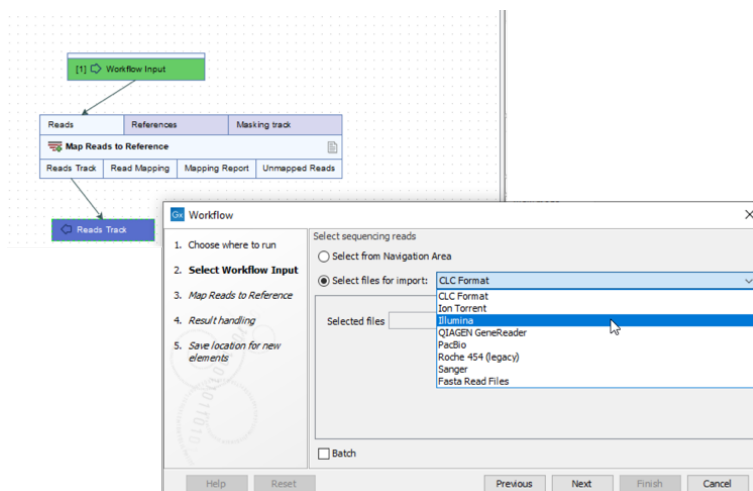 [1] Workflow Input
Reads References Masking track
Map Reads to Reference
Reads Track Read Mapping Mapping Report Unmapped Reads
Reads Track
Gx Workflow
1. Choose where to run
2. Select Workflow Input
3. Map Reads to Reference
4. Result handling
5. Save location for new
elements
Select sequencing reads
Select from Navigation Area
Select files for import: CLC Format
CLC Format
Ion Torrent
Illumina
QIAGEN GeneReader
PacBio
Roche 454 (legacy)
Sanger
Fasta Read Files
Selected files
Batch
Help Reset Previous Next Finish Cancel